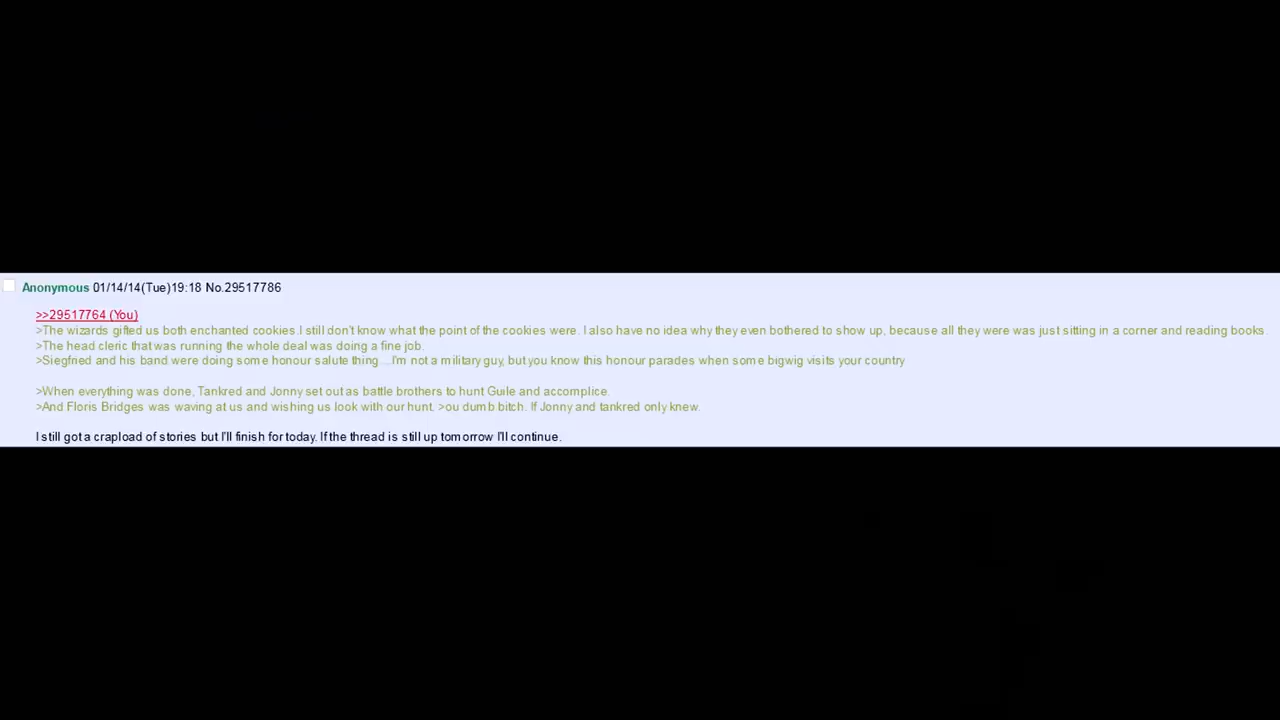 Anonymous 01/14/14(Tue)19:18 No.29517786
>>29517764 (You)
>The wizards gifted us both enchanted cookies.I still don't know what the point of the cookies were. I also have no idea why they even bothered to show up, because all they were was just sitting in a corner and reading books.
>The head cleric that was running the whole deal was doing a fine job.
>Siegfried and his band were doing some honour salute thing....I'm not a military guy, but you know this honour parades when some bigwig visits your country
>When everything was done, Tankred and Jonny set out as battle brothers to hunt Guile and accomplice.
>And Floris Bridges was waving at us and wishing us look with our hunt. >ou dumb bitch. If Jonny and tankred only knew.
I still got a crapload of stories but I'll finish for today. If the thread is still up tomorrow I'll continue.